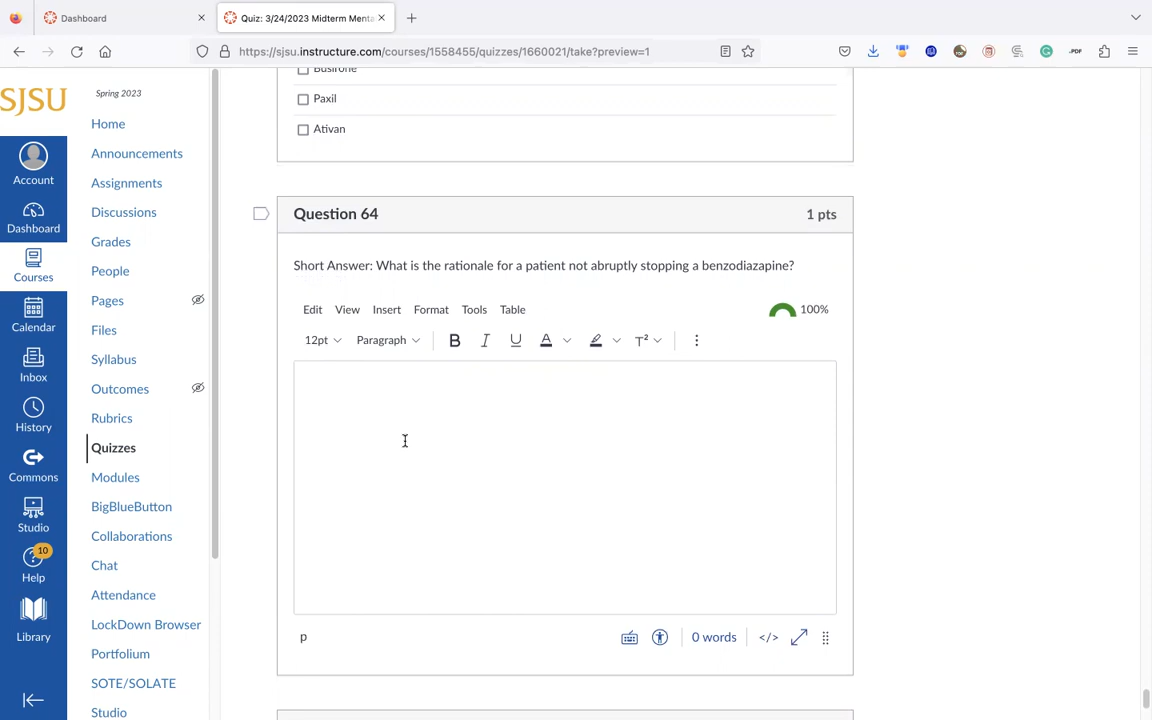 Dashboard
Quiz: 3/24/2023 Midterm Menta
https://sjsu.instructure.com/courses/1558455/quizzes/1660021/take?preview=1
.PDF
SJSU
Account
Dashboard
Courses
Calendar
Inbox
History
Commons
Studio
10
Help
Library
Spring 2023
Home
Announcements
Assignments
Discussions
Grades
People
Pages
Files
Syllabus
Outcomes
Rubrics
Quizzes
Modules
BigBlueButton
Collaborations
Chat
Attendance
LockDown Browser
Portfolium
SOTE/SOLATE
Studio
Busirone
Paxil
Ativan
Question 64 1 pts
Short Answer: What is the rationale for a patient not abruptly stopping a benzodiazapine?
Edit View Insert Format Tools Table 100%
12pt Paragraph B I U A T²
p 0 words </>